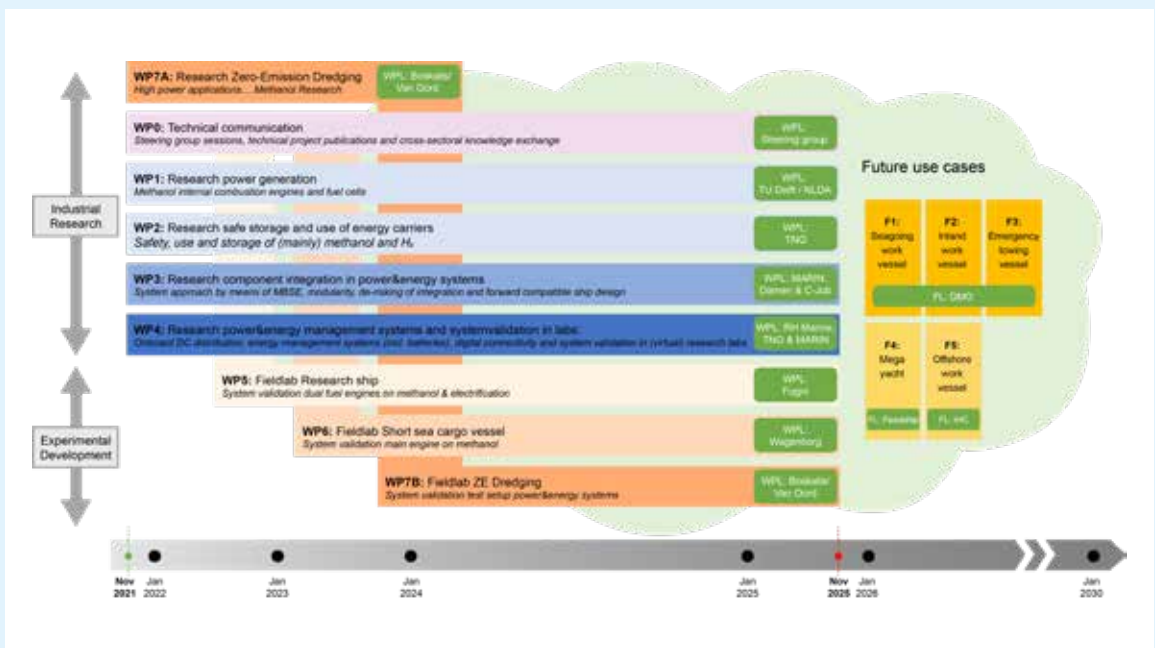 WP7A: Research Zero-Emission Dredging
High power applications... Methanol Research
WPL: Boskalis/
Van Oord
WP0: Technical communication
Steering group sessions, technical project publications and cross-sectoral knowledge exchange
WPL:
Steering group
WP1: Research power generation
Methanol internal combustion engines and fuel cells
WPL:
TU Delft / NLDA
WP2: Research safe storage and use of energy carriers
Safety, use and storage of (mainly) methanol and H₂
WPL:
TNO
WP3: Research component integration in power&energy systems
System approach by means of MBSE, modularity, de-risking of integration and forward compatible ship design
WPL: MARIN,
Damen & C-Job
WP4: Research power&energy management systems and systemvalidation in labs
Onboard DC distribution, energy management systems (incl. batteries), digital connectivity and system validation in (virtual) research labs
WPL: RH Marine,
TNO & MARIN
WP5: Fieldlab Research ship
System validation dual fuel engines on methanol & electrification
WPL:
Fugro
WP6: Fieldlab Short sea cargo vessel
System validation main engine on methanol
WPL:
Wagenborg
WP7B: Fieldlab ZE Dredging
System validation test setup power&energy systems
WPL: Boskalis/
Van Oord
Industrial
Research
Experimental
Development
Future use cases
F1:
Seagoing
work
vessel
F2:
Inland
work
vessel
F3:
Emergency
towing
vessel
FL: DMO
F4:
Mega
yacht
FL: Feadship
F5:
Offshore
work
vessel
FL: IHC
Nov
2021
Jan
2022
Jan
2023
Jan
2024
Jan
2025
Nov
2025
Jan
2026
Jan
2030